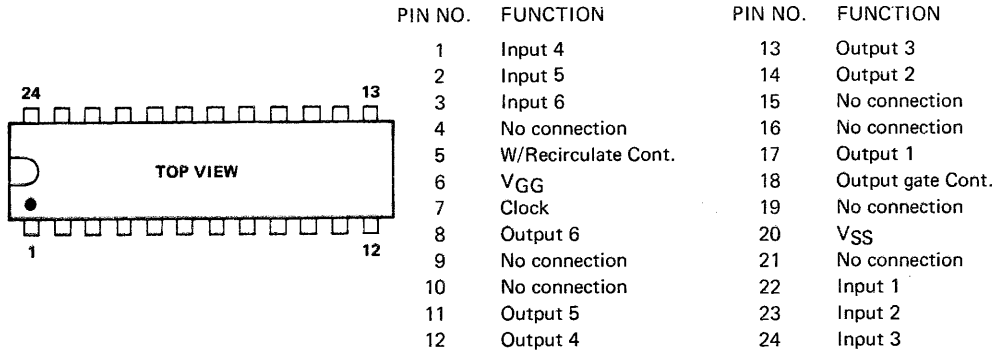 PIN NO. FUNCTION PIN NO. FUNCTION
1 Input 4 13 Output 3
2 Input 5 14 Output 2
3 Input 6 15 No connection
4 No connection 16 No connection
5 W/Recirculate Cont. 17 Output 1
6 VGG 18 Output gate Cont.
7 Clock 19 No connection
8 Output 6 20 VSS
9 No connection 21 No connection
10 No connection 22 Input 1
11 Output 5 23 Input 2
12 Output 4 24 Input 3
24 13
TOP VIEW
1 12